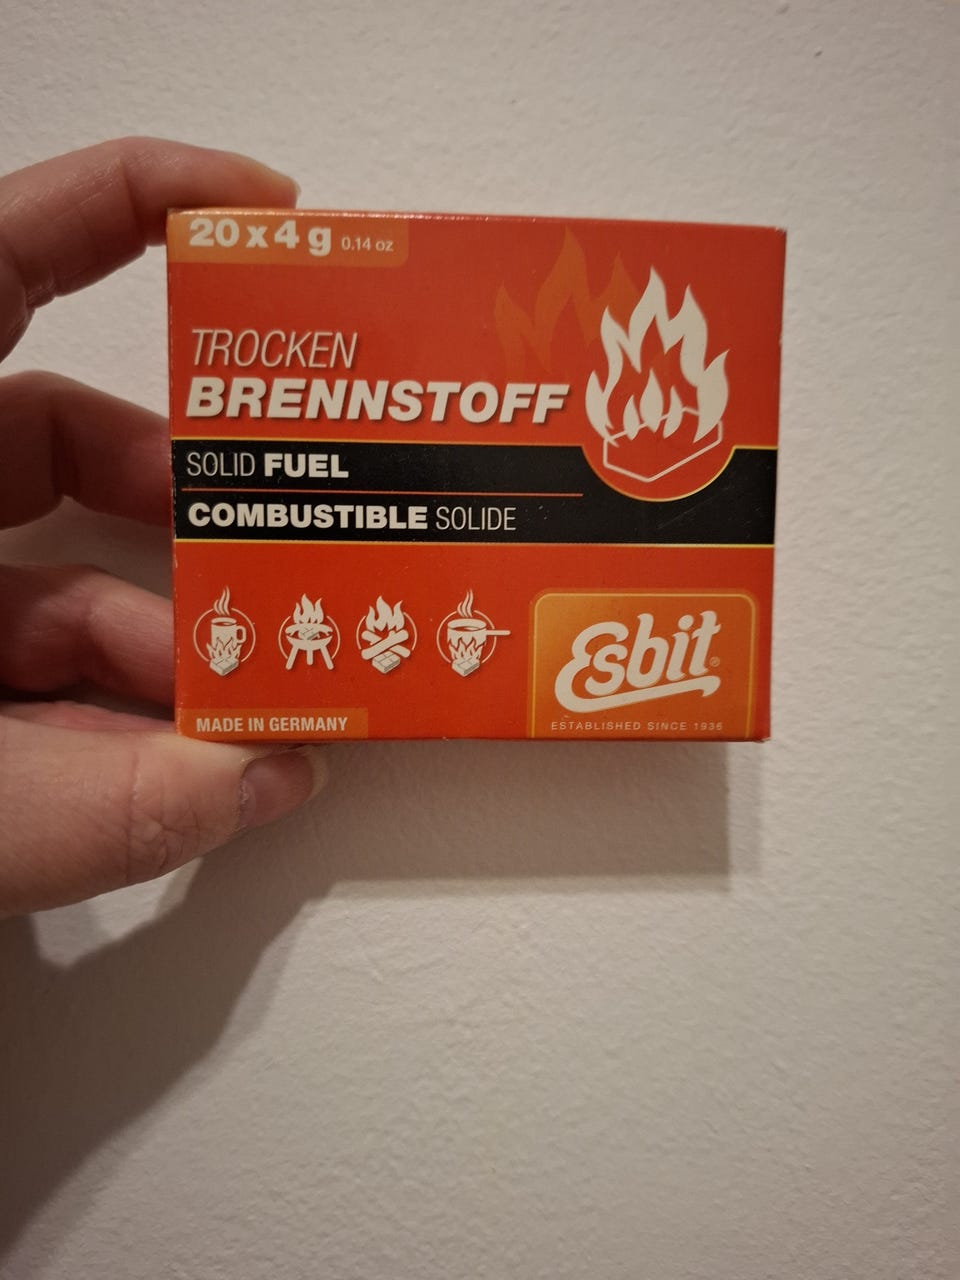 20 x 4 g 0.14 oz
TROCKEN
BRENNSTOFF
SOLID FUEL
COMBUSTIBLE SOLIDE
Esbit®
ESTABLISHED SINCE 1936
MADE IN GERMANY